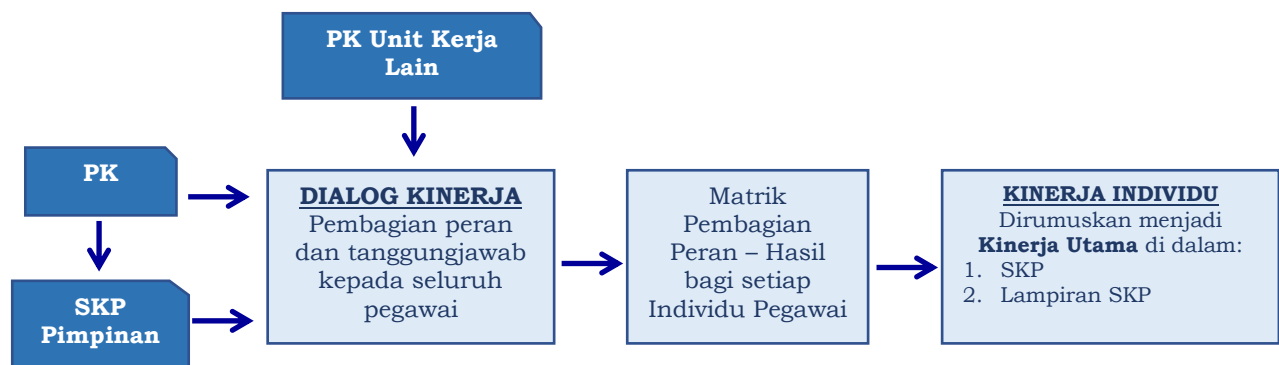 PK Unit Kerja
Lain
PK
SKP
Pimpinan
DIALOG KINERJA
Pembagian peran
dan tanggungjawab
kepada seluruh
pegawai
Matrik
Pembagian
Peran – Hasil
bagi setiap
Individu Pegawai
KINERJA INDIVIDU
Dirumuskan menjadi
Kinerja Utama di dalam:
1. SKP
2. Lampiran SKP